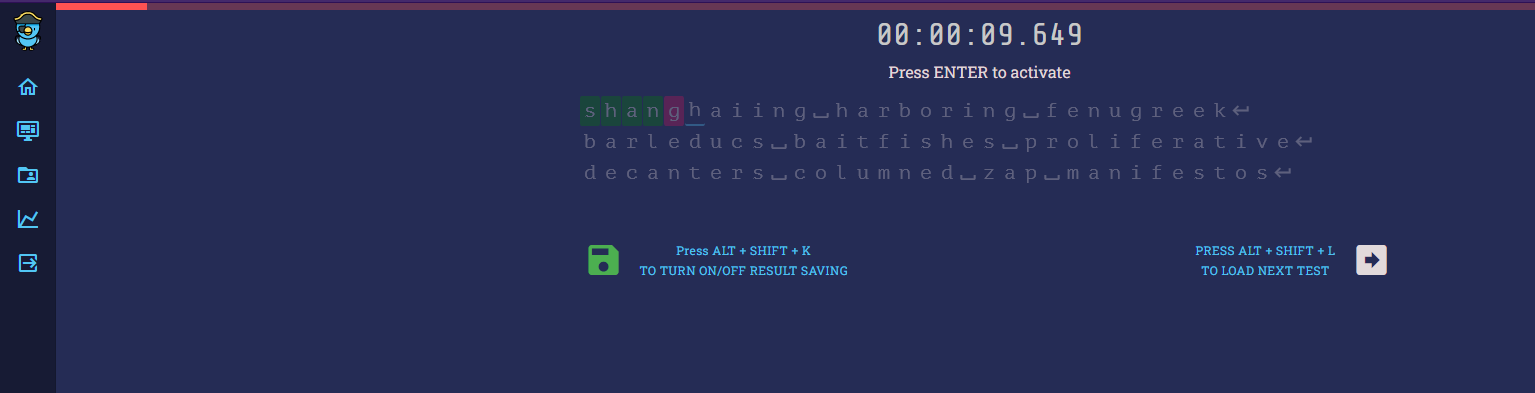 00:00:09.649
Press ENTER to activate
shanghaiing␣harboring␣fenugreek↵
barleducs␣baitfishes␣proliferative↵
decanters␣columned␣zap␣manifestos↵
Press ALT + SHIFT + K
TO TURN ON/OFF RESULT SAVING
PRESS ALT + SHIFT + L
TO LOAD NEXT TEST